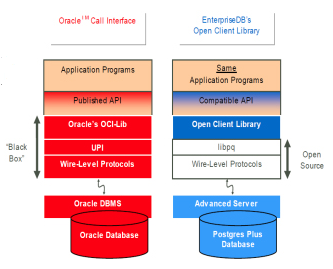 Oracle™ Call Interface
EnterpriseDB's
Open Client Library
Application Programs
Published API
Oracle's OCI-Lib
UPI
Wire-Level Protocols
"Black
Box"
Oracle DBMS
Oracle Database
Same
Application Programs
Compatible API
Open Client Library
libpq
Wire-Level Protocols
Open
Source
Advanced Server
Postgres Plus
Database